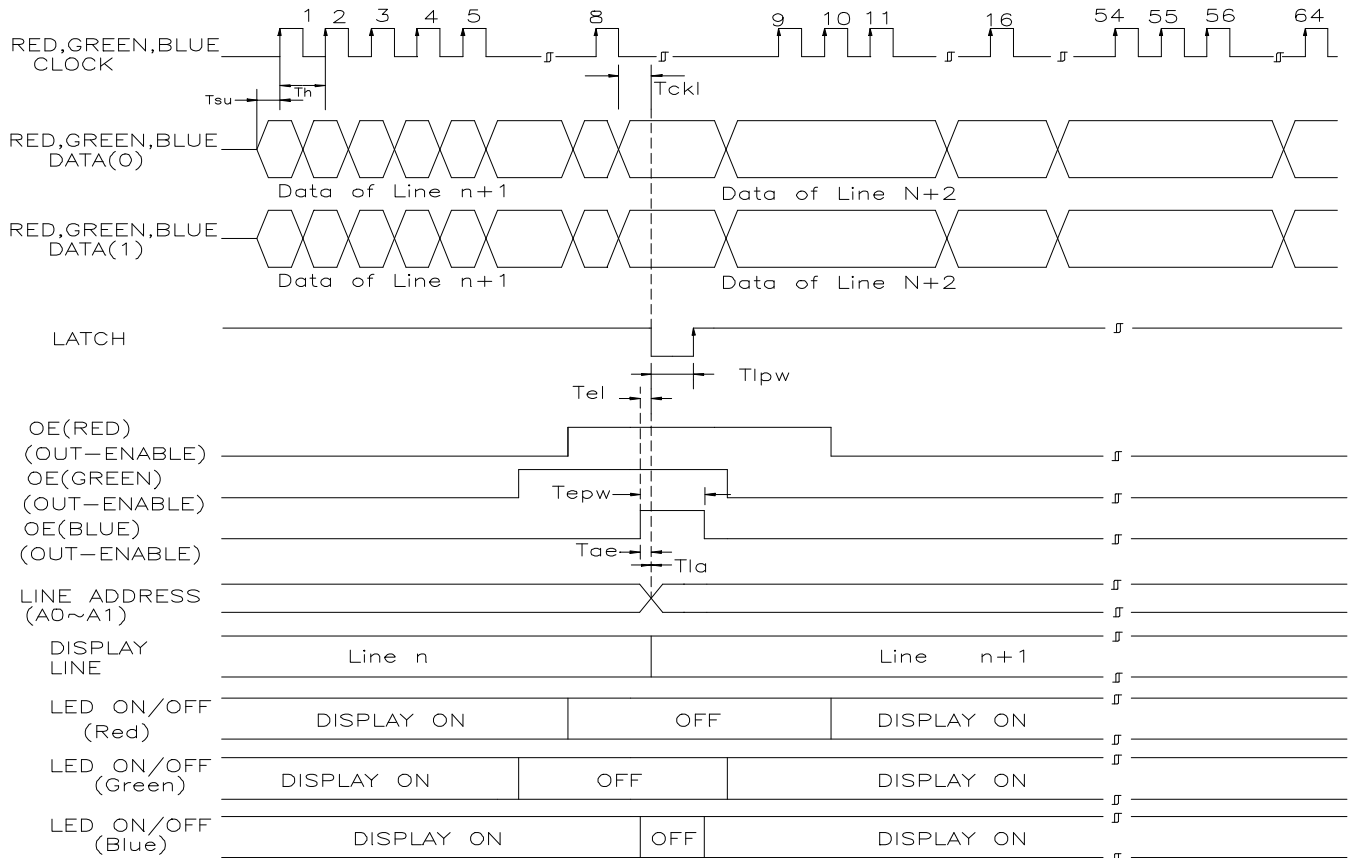 1 2 3 4 5 8 9 10 11 16 54 55 56 64
RED,GREEN,BLUE
CLOCK
Tckl
Tsu Th
RED,GREEN,BLUE
DATA(0)
Data of Line n+1 Data of Line N+2
RED,GREEN,BLUE
DATA(1)
Data of Line n+1 Data of Line N+2
LATCH
Tlpw
Tel
OE(RED)
(OUT-ENABLE)
OE(GREEN)
(OUT-ENABLE)
Tepw
OE(BLUE)
(OUT-ENABLE)
Tae Tla
LINE ADDRESS
(A0~A1)
DISPLAY
LINE
Line n Line n+1
LED ON/OFF
(Red)
DISPLAY ON OFF DISPLAY ON
LED ON/OFF
(Green)
DISPLAY ON OFF DISPLAY ON
LED ON/OFF
(Blue)
DISPLAY ON OFF DISPLAY ON